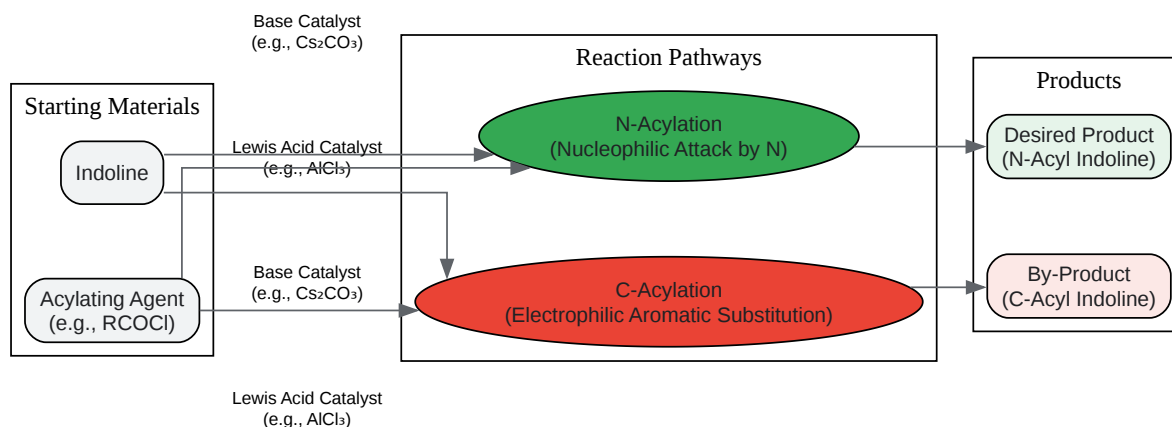 Base Catalyst
(e.g., Cs₂CO₃)
Starting Materials
Indoline
Acylating Agent
(e.g., RCOCl)
Lewis Acid Catalyst
(e.g., AlCl₃)
Base Catalyst
(e.g., Cs₂CO₃)
Lewis Acid Catalyst
(e.g., AlCl₃)
Reaction Pathways
N-Acylation
(Nucleophilic Attack by N)
C-Acylation
(Electrophilic Aromatic Substitution)
Products
Desired Product
(N-Acyl Indoline)
By-Product
(C-Acyl Indoline)